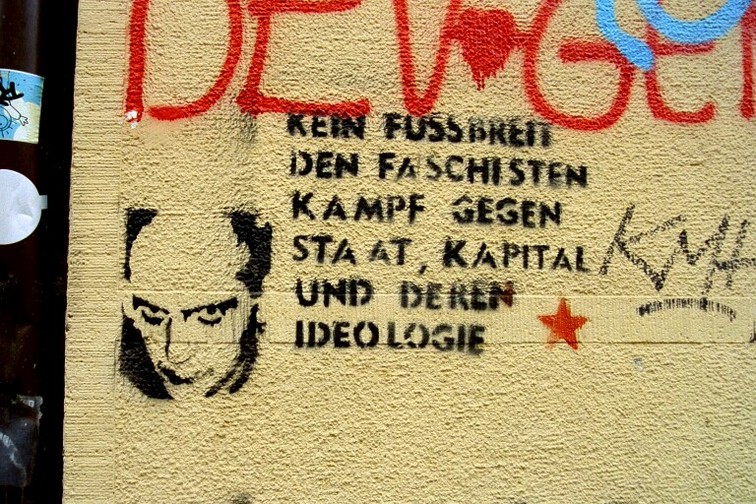 KEIN FUSSBREIT
DEN FASCHISTEN
KAMPF GEGEN
STAAT, KAPITAL
UND DEREN
IDEOLOGIE